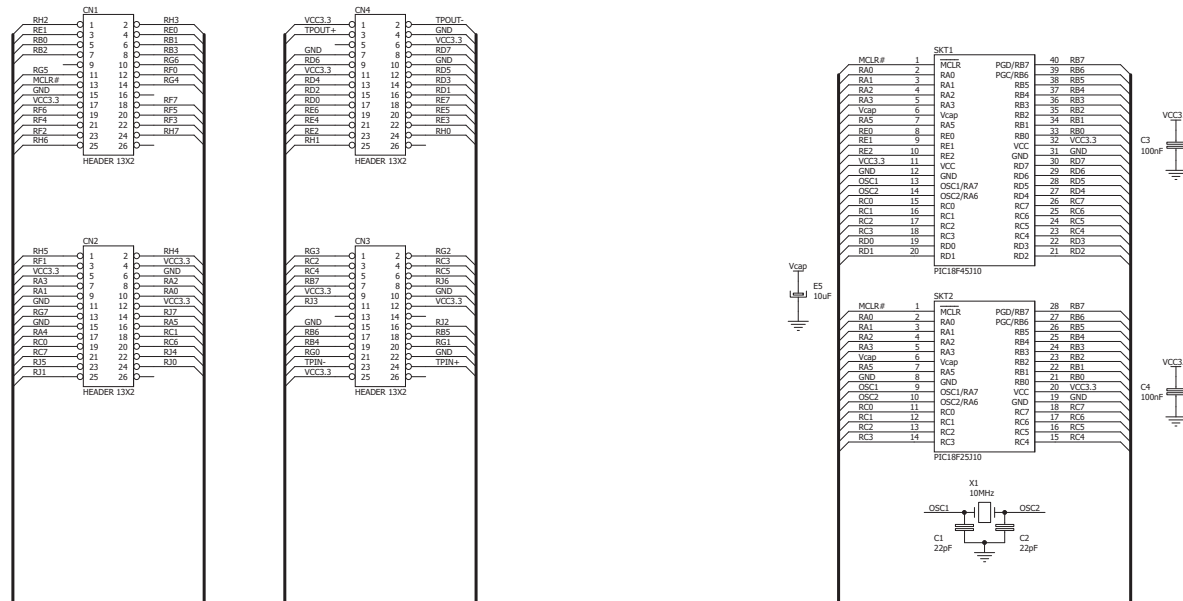 CN1
RH2 1 2 RH3
RE1 3 4 RE0
RB0 5 6 RB1
RB2 7 8 RB3
9 10 RG6
RG5 11 12 RF0
MCLR# 13 14 RG4
GND 15 16
VCC3.3 17 18 RF7
RF6 19 20 RF5
RF4 21 22 RF3
RF2 23 24 RH7
RH6 25 26
HEADER 13X2
CN4
VCC3.3 1 2 TPOUT-
TPOUT+ 3 4 GND
5 6 VCC3.3
GND 7 8 RD7
RD6 9 10 GND
VCC3.3 11 12 RD5
RD4 13 14 RD3
RD2 15 16 RD1
RD0 17 18 RE7
RE6 19 20 RE5
RE4 21 22 RE3
RE2 23 24 RH0
RH1 25 26
HEADER 13X2
CN2
RH5 1 2 RH4
RF1 3 4 VCC3.3
VCC3.3 5 6 GND
RA3 7 8 RA2
RA1 9 10 RA0
GND 11 12 VCC3.3
RG7 13 14 RJ7
GND 15 16 RA5
RA4 17 18 RC1
RC0 19 20 RC6
RC7 21 22 RJ4
RJ5 23 24 RJ0
RJ1 25 26
HEADER 13X2
CN3
RG3 1 2 RG2
RC2 3 4 RC3
RC4 5 6 RC5
RB7 7 8 RJ6
VCC3.3 9 10 GND
RJ3 11 12 VCC3.3
13 14
GND 15 16 RJ2
RB6 17 18 RB5
RB4 19 20 RG1
RG0 21 22 GND
TPIN- 23 24 TPIN+
VCC3.3 25 26
HEADER 13X2
SKT1
MCLR# 1 MCLR PGD/RB7 40 RB7
RA0 2 RA0 PGC/RB6 39 RB6
RA1 3 RA1 RB5 38 RB5
RA2 4 RA2 RB4 37 RB4
RA3 5 RA3 RB3 36 RB3
Vcap 6 Vcap RB2 35 RB2
RA5 7 RA5 RB1 34 RB1
RE0 8 RE0 RB0 33 RB0
RE1 9 RE1 VCC 32 VCC3.3
RE2 10 RE2 GND 31 GND
VCC3.3 11 VCC RD7 30 RD7
GND 12 GND RD6 29 RD6
OSC1 13 OSC1/RA7 RD5 28 RD5
OSC2 14 OSC2/RA6 RD4 27 RD4
RC0 15 RC0 RC7 26 RC7
RC1 16 RC1 RC6 25 RC6
RC2 17 RC2 RC5 24 RC5
RC3 18 RC3 RC4 23 RC4
RD0 19 RD0 RD3 22 RD3
RD1 20 RD1 RD2 21 RD2
PIC18F45J10
VCC3
C3
100nF
Vcap
E5
10uF
SKT2
MCLR# 1 MCLR PGD/RB7 28 RB7
RA0 2 RA0 PGC/RB6 27 RB6
RA1 3 RA1 RB5 26 RB5
RA2 4 RA2 RB4 25 RB4
RA3 5 RA3 RB3 24 RB3
Vcap 6 Vcap RB2 23 RB2
RA5 7 RA5 RB1 22 RB1
GND 8 GND RB0 21 RB0
OSC1 9 OSC1/RA7 VCC 20 VCC3.3
OSC2 10 OSC2/RA6 GND 19 GND
RC0 11 RC0 RC7 18 RC7
RC1 12 RC1 RC6 17 RC6
RC2 13 RC2 RC5 16 RC5
RC3 14 RC3 RC4 15 RC4
PIC18F25J10
VCC3
C4
100nF
X1
10MHz
OSC1 OSC2
C1 C2
22pF 22pF